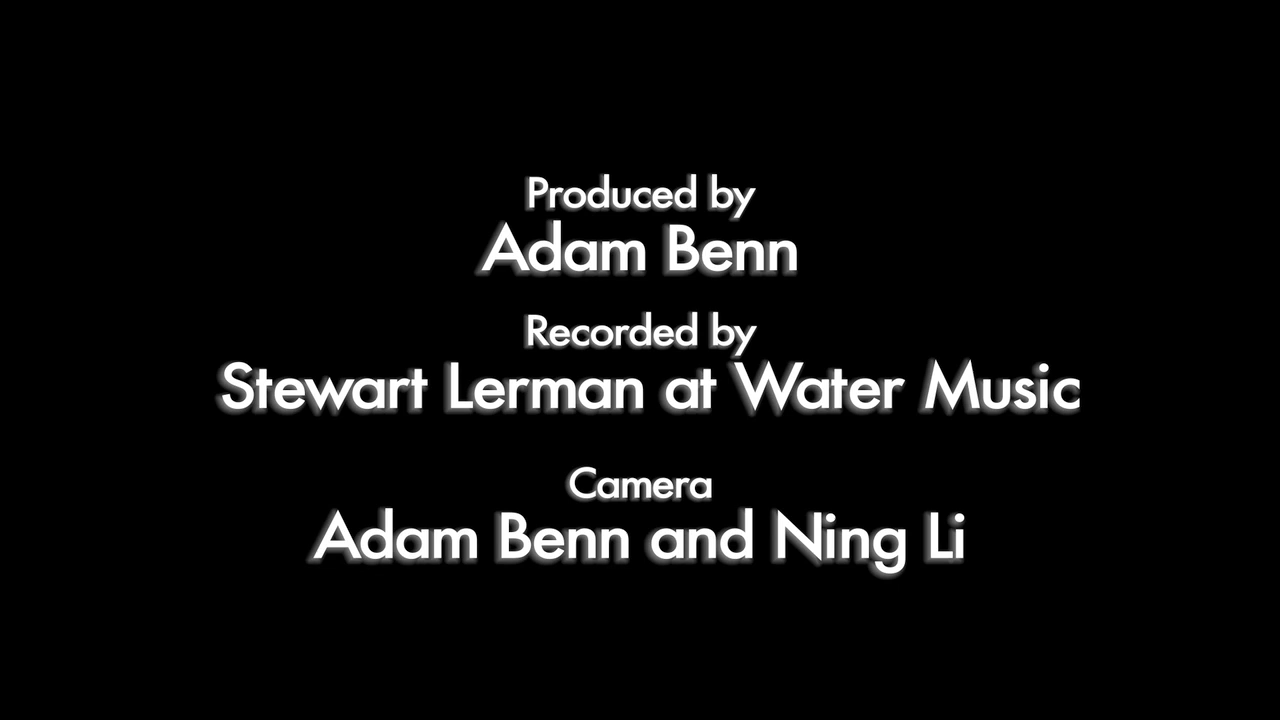 Produced by
Adam Benn
Recorded by
Stewart Lerman at Water Music
Camera
Adam Benn and Ning Li